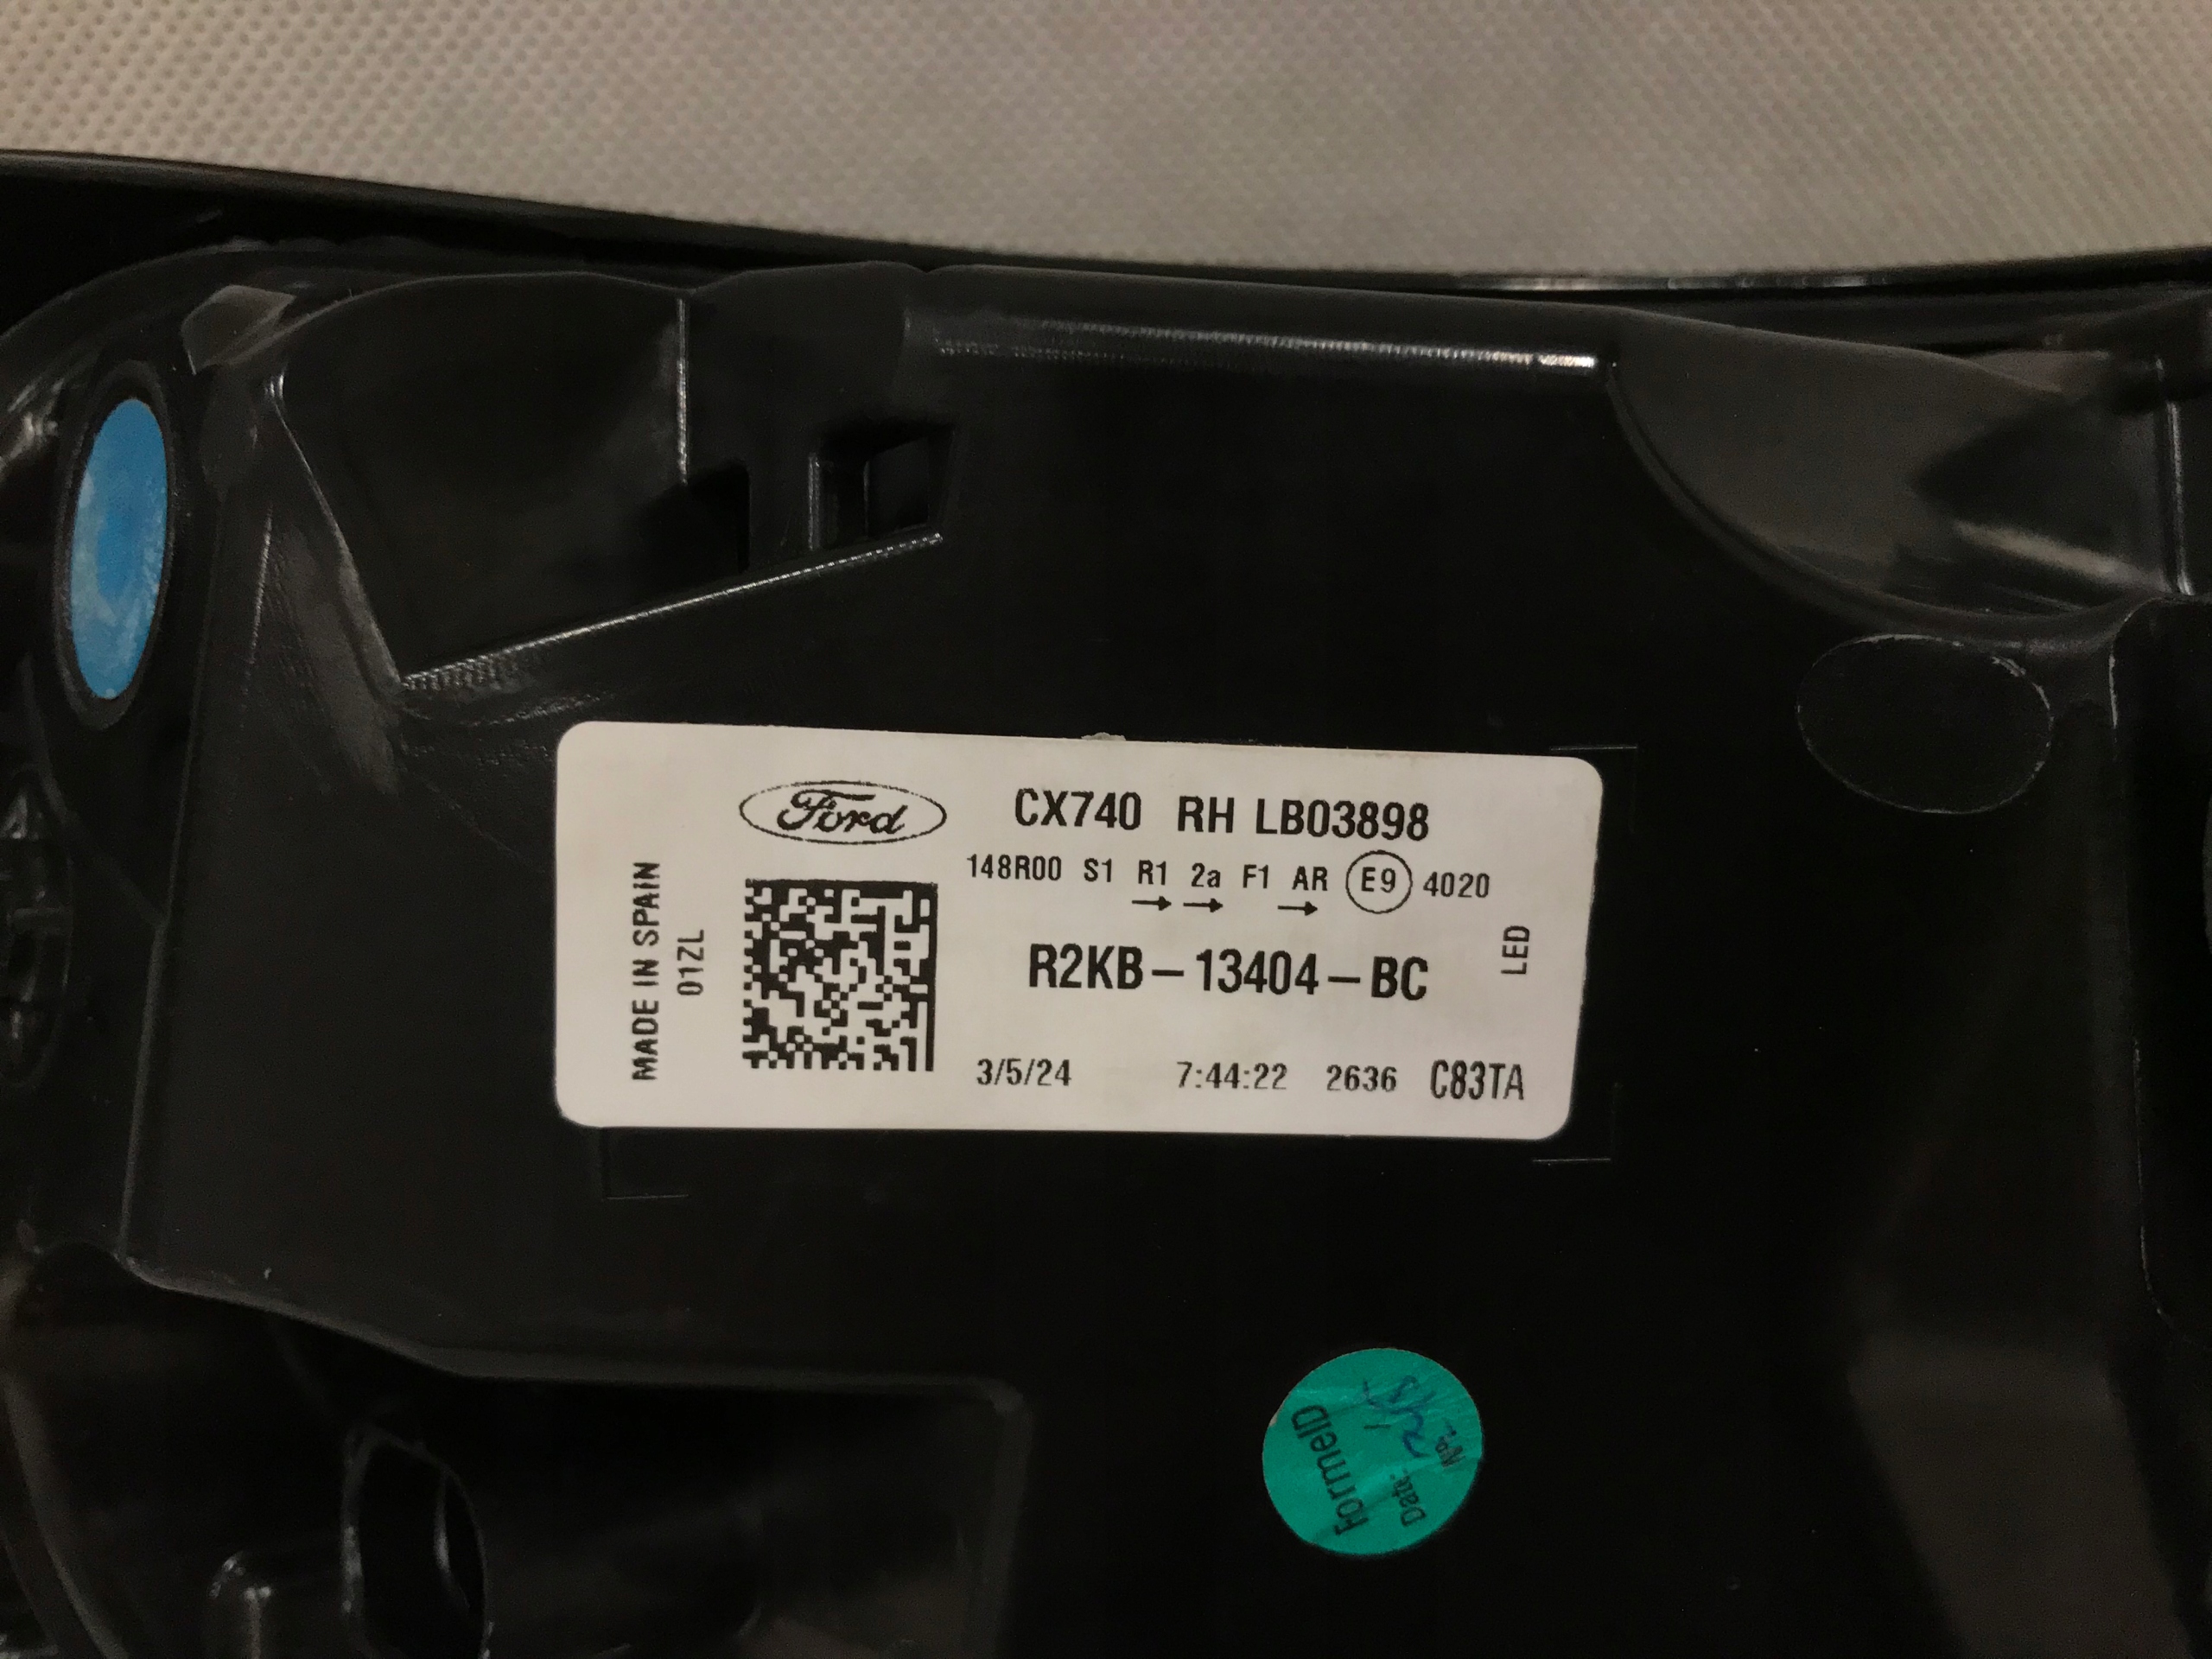 Ford
CX740 RH LB03898
148R00 S1 R1 2a F1 AR E9 4020
→ → →
MADE IN SPAIN
01ZL
R2KB-13404-BC
LED
3/5/24 7:44:22 2636 C83TA
FormelD
Date: